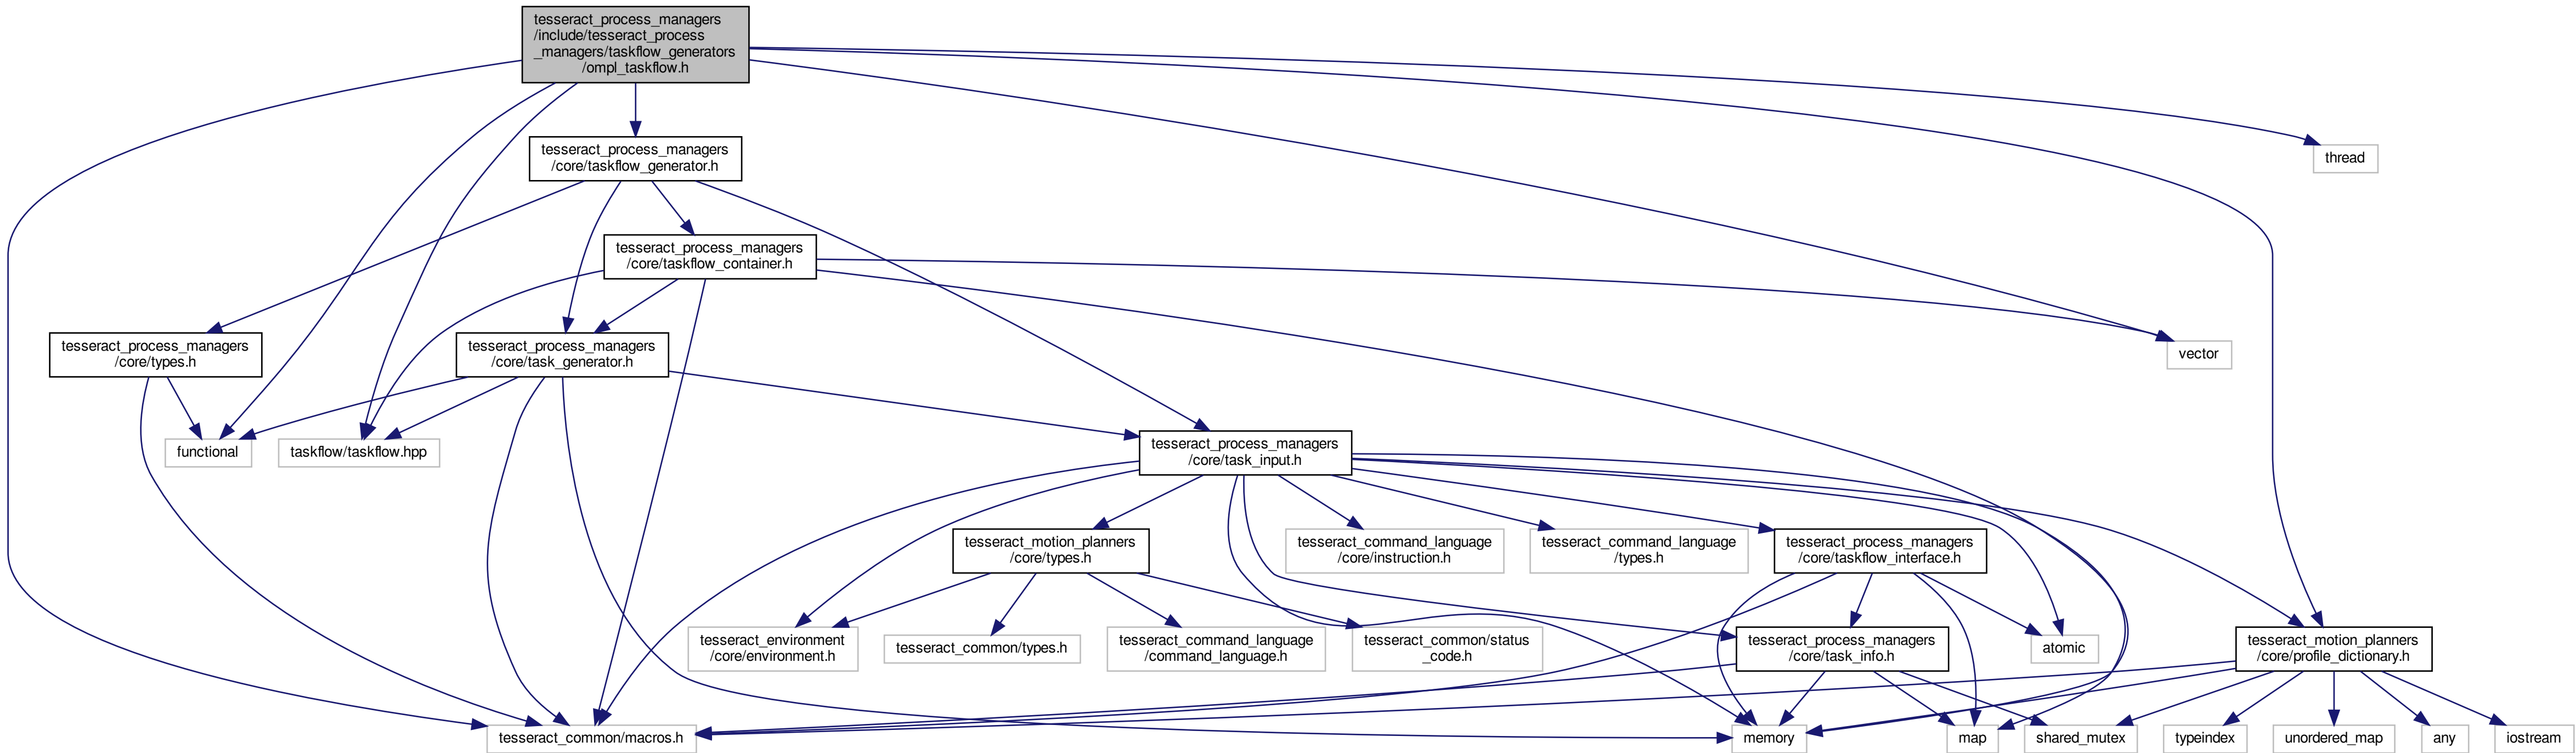 tesseract_process_managers
/include/tesseract_process
_managers/taskflow_generators
/ompl_taskflow.h
tesseract_process_managers
/core/taskflow_generator.h
thread
tesseract_process_managers
/core/taskflow_container.h
tesseract_process_managers
/core/types.h
tesseract_process_managers
/core/task_generator.h
vector
functional
taskflow/taskflow.hpp
tesseract_process_managers
/core/task_input.h
tesseract_motion_planners
/core/types.h
tesseract_command_language
/core/instruction.h
tesseract_command_language
/types.h
tesseract_process_managers
/core/taskflow_interface.h
tesseract_environment
/core/environment.h
tesseract_common/types.h
tesseract_command_language
/command_language.h
tesseract_common/status
_code.h
tesseract_process_managers
/core/task_info.h
atomic
tesseract_motion_planners
/core/profile_dictionary.h
tesseract_common/macros.h
memory
map
shared_mutex
typeindex
unordered_map
any
iostream